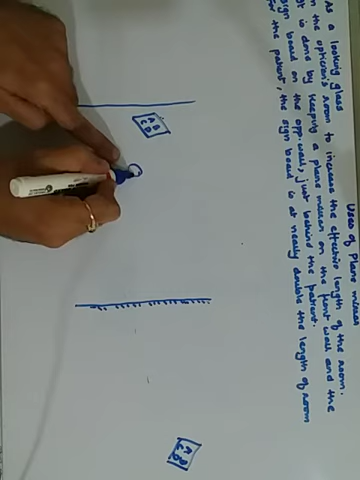 Uses of Plane mirror
As a looking glass
In the optician's room to increase the effective length of the room.
It is done by keeping a plane mirror on the front wall and the
sign board on the opp. wall, just behind the patient.
For the patient, the sign board is at nearly double the length of room
A B
C D